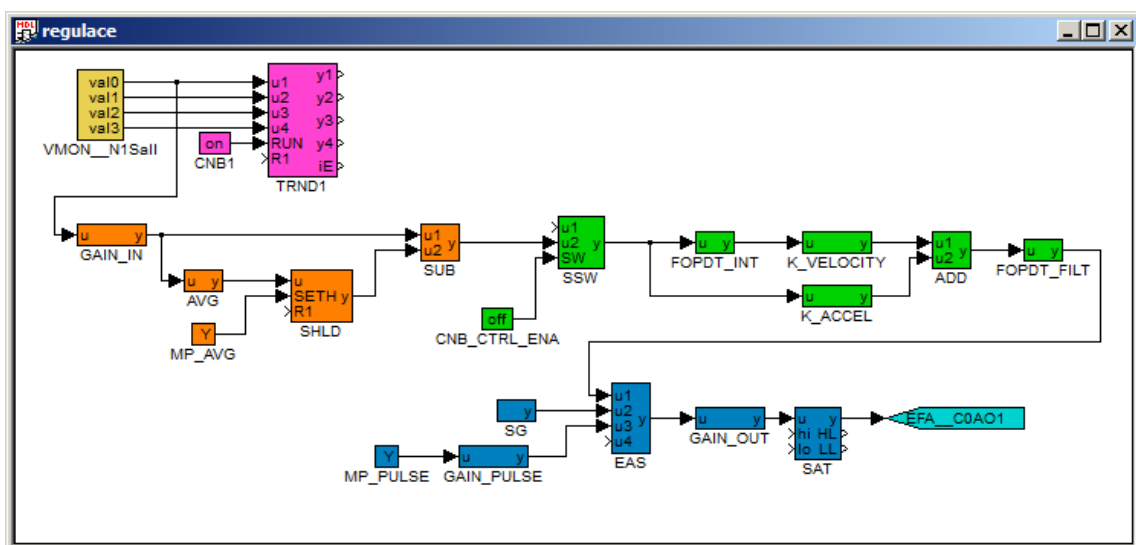 MDL regulace
val0
val1
val2
val3
VMON__N1SaII
on
CNB1
u1 y1
u2 y2
u3 y3
u4 y4
RUN
R1 iE
TRND1
u y
GAIN_IN
u y
AVG
Y
MP_AVG
u
SETH y
R1
SHLD
u1 y
u2
SUB
u1
u2 y
SW
SSW
off
CNB_CTRL_ENA
u y
FOPDT_INT
u y
K_VELOCITY
u y
K_ACCEL
u1 y
u2
ADD
u y
FOPDT_FILT
y
SG
Y
MP_PULSE
u y
GAIN_PULSE
u1
u2 y
u3
u4
EAS
u y
GAIN_OUT
u y
hi HL
lo LL
SAT
EFA__C0AO1